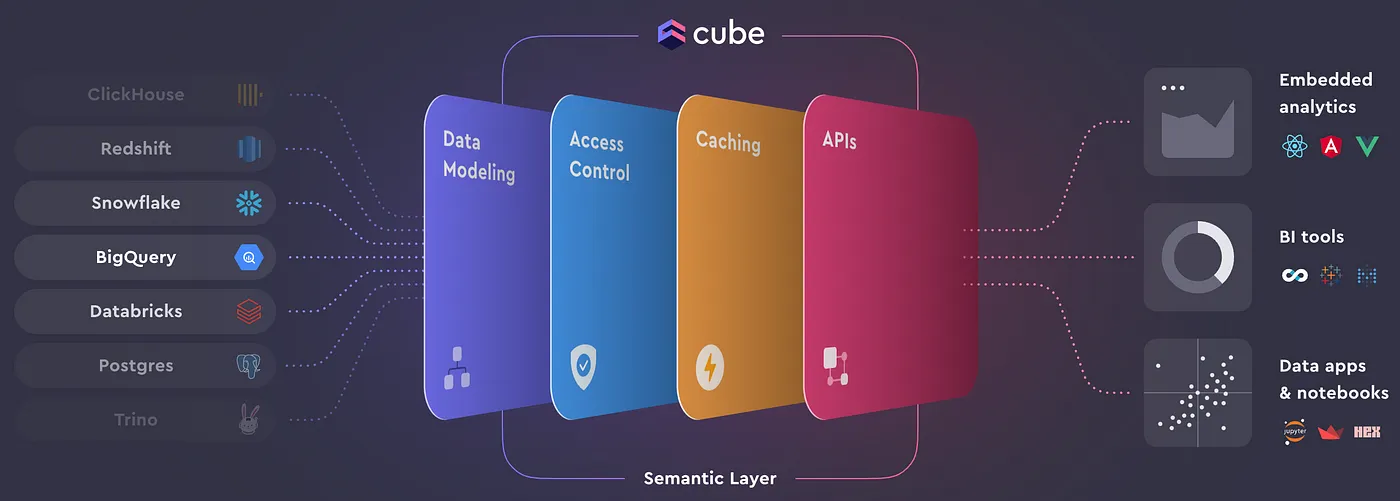 cube
ClickHouse
Redshift
Snowflake
BigQuery
Databricks
Postgres
Trino
Data
Modeling
Access
Control
Caching
APIs
Semantic Layer
Embedded
analytics
A
BI tools
Data apps
& notebooks
jupyter
HEX